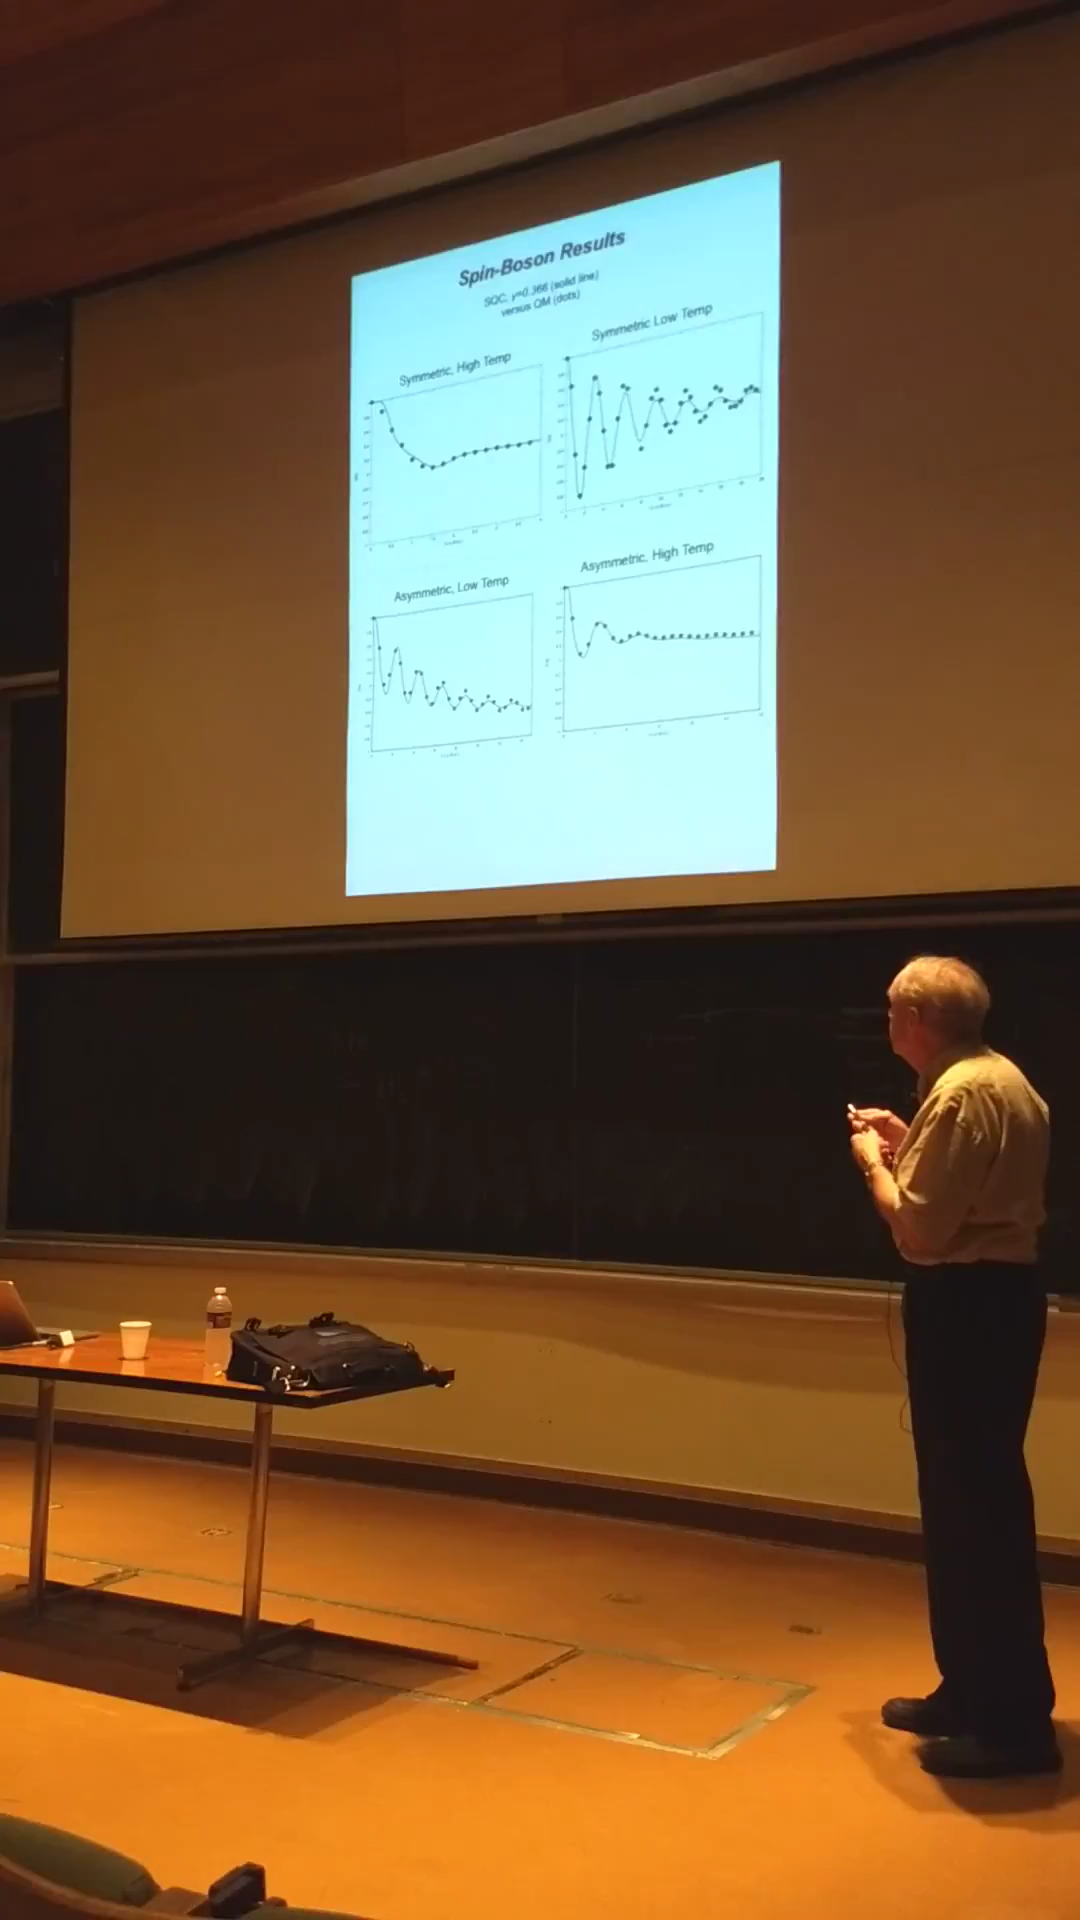 Spin-Boson Results
SQC, γ=0.366 (solid line)
versus QM (dots)
Symmetric, High Temp
Symmetric Low Temp
Asymmetric, Low Temp
Asymmetric, High Temp